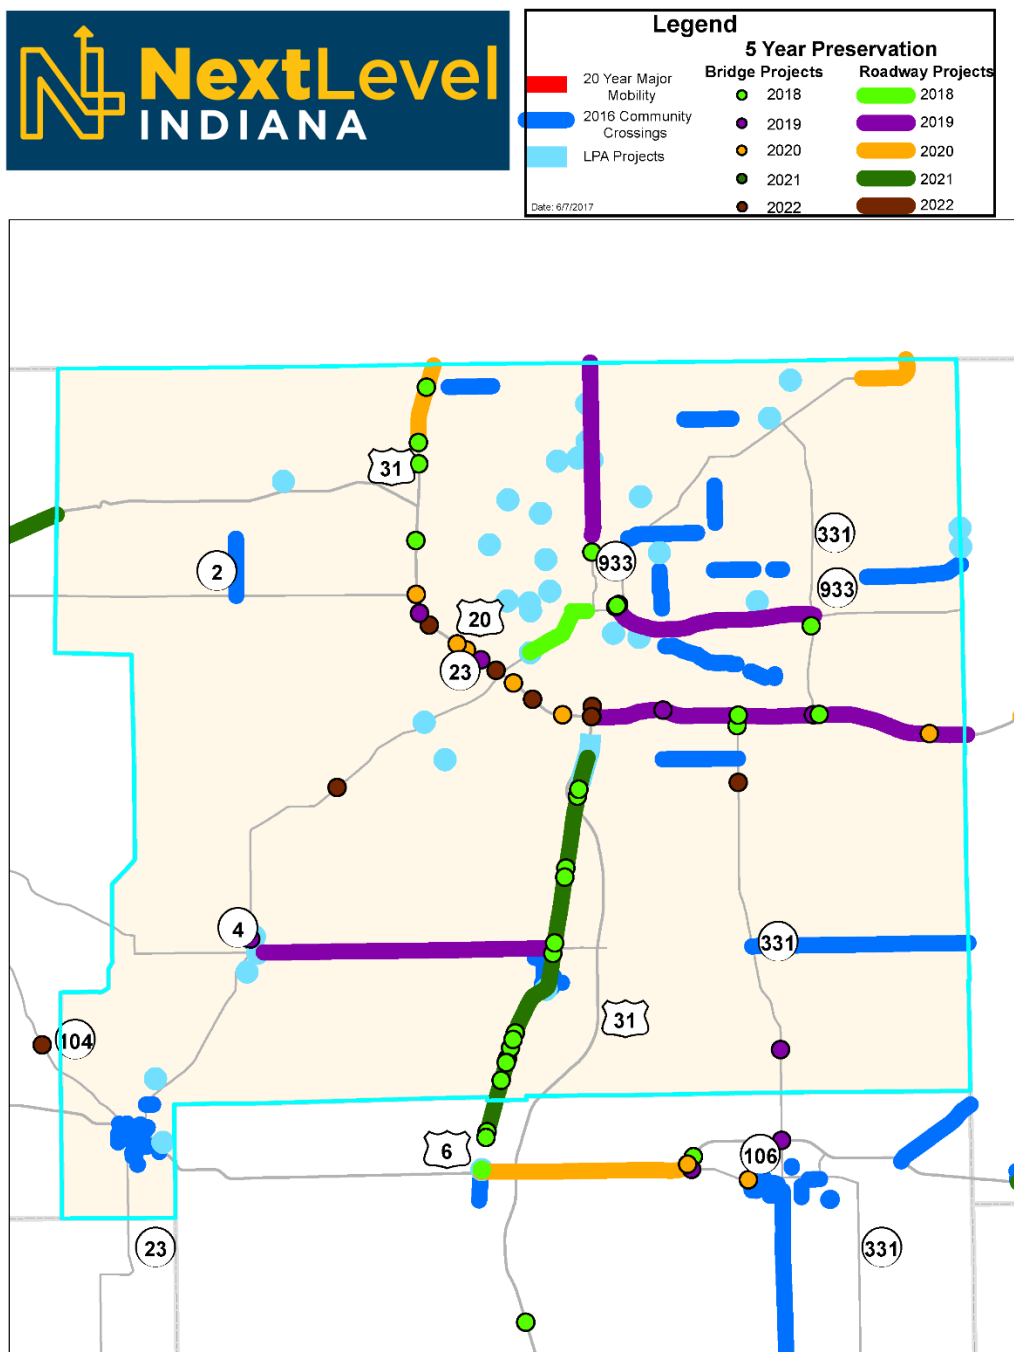 NextLevel
INDIANA
Legend
5 Year Preservation
Bridge Projects
Roadway Projects
20 Year Major
Mobility
2016 Community
Crossings
LPA Projects
2018
2019
2020
2021
2022
2018
2019
2020
2021
2022
Date: 6/7/2017
31
331
933
2
933
20
23
4
331
31
104
6
106
23
331